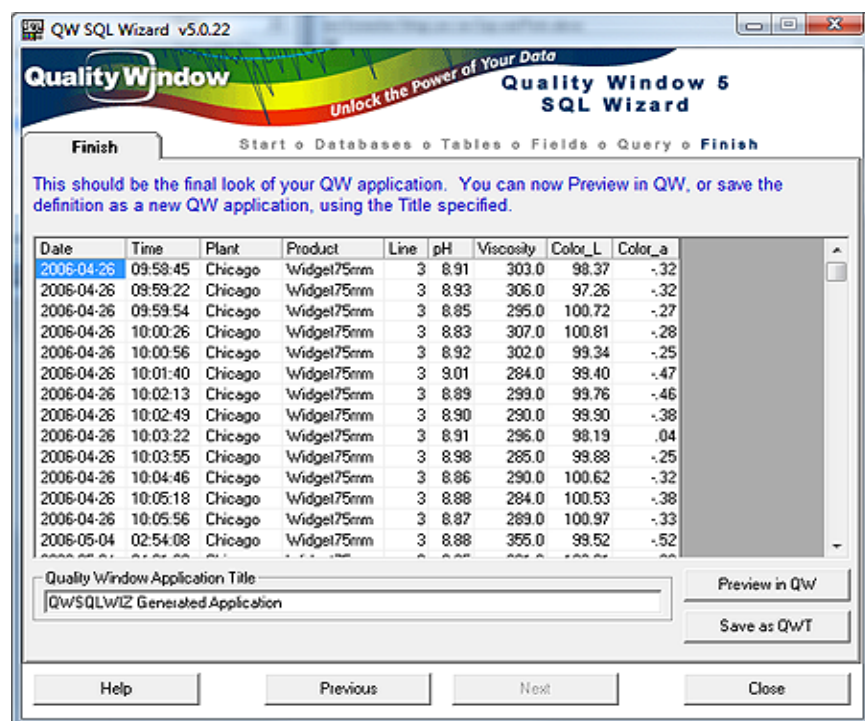 QW SQL Wizard v5.0.22
Quality Window
Unlock the Power of Your Data
Quality Window 5
SQL Wizard
Finish
Start o Databases o Tables o Fields o Query o Finish
This should be the final look of your QW application. You can now Preview in QW, or save the
definition as a new QW application, using the Title specified.
Date Time Plant Product Line pH Viscosity Color_L Color_a
2006-04-26 09:58:45 Chicago Widget75mm 3 8.91 303.0 98.37 -.32
2006-04-26 09:59:22 Chicago Widget75mm 3 8.93 306.0 97.26 -.32
2006-04-26 09:59:54 Chicago Widget75mm 3 8.85 295.0 100.72 -.27
2006-04-26 10:00:26 Chicago Widget75mm 3 8.83 307.0 100.81 -.28
2006-04-26 10:00:56 Chicago Widget75mm 3 8.92 302.0 99.34 -.25
2006-04-26 10:01:40 Chicago Widget75mm 3 9.01 284.0 99.40 -.47
2006-04-26 10:02:13 Chicago Widget75mm 3 8.89 299.0 99.76 -.46
2006-04-26 10:02:49 Chicago Widget75mm 3 8.90 290.0 99.90 -.38
2006-04-26 10:03:22 Chicago Widget75mm 3 8.91 296.0 98.19 .04
2006-04-26 10:03:55 Chicago Widget75mm 3 8.98 285.0 99.88 -.25
2006-04-26 10:04:46 Chicago Widget75mm 3 8.86 290.0 100.62 -.32
2006-04-26 10:05:18 Chicago Widget75mm 3 8.88 284.0 100.53 -.38
2006-04-26 10:05:56 Chicago Widget75mm 3 8.87 289.0 100.97 -.33
2006-05-04 02:54:08 Chicago Widget75mm 3 8.88 355.0 99.52 -.52
Quality Window Application Title
QWSQLWIZ Generated Application
Preview in QW
Save as QWT
Help Previous Next Close